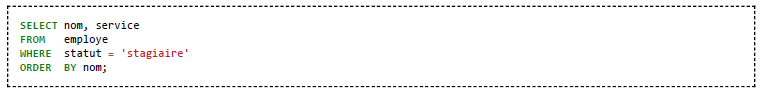 SELECT nom, service
FROM   employe
WHERE  statut = 'stagiaire'
ORDER  BY nom;